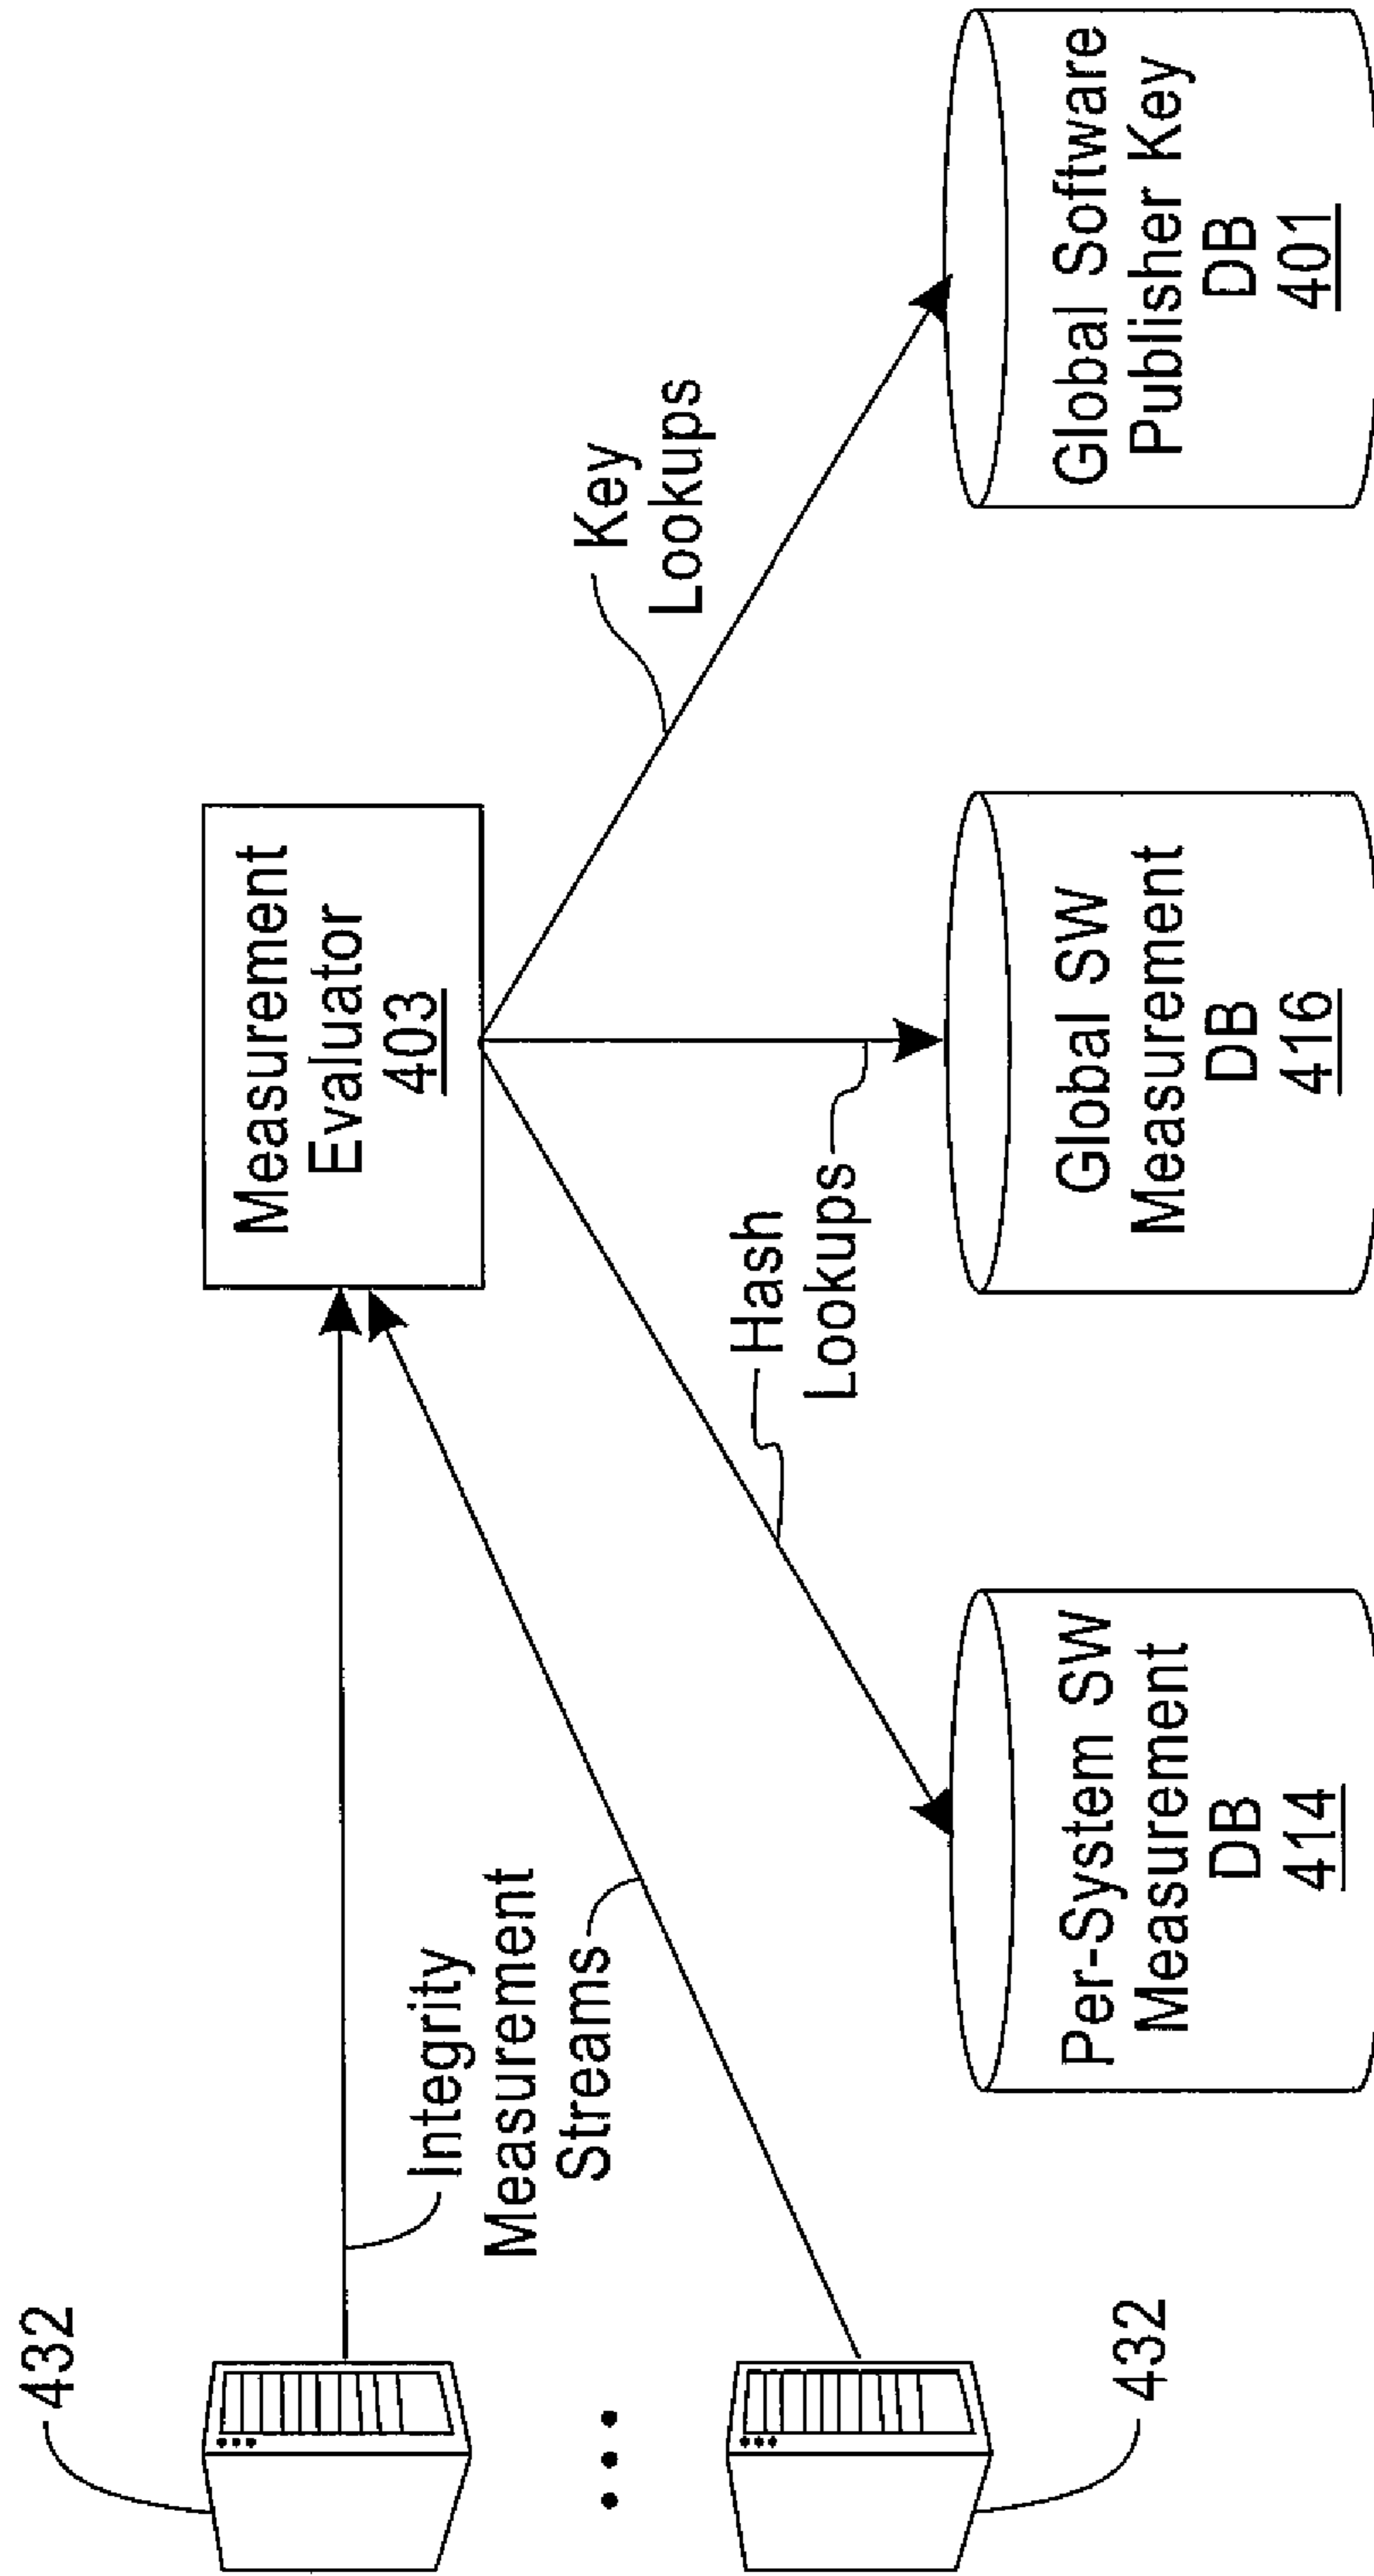 432
Integrity
Measurement
Streams
432
Measurement
Evaluator
403
Hash
Lookups
Key
Lookups
Per-System SW
Measurement
DB
414
Global SW
Measurement
DB
416
Global Software
Publisher Key
DB
401